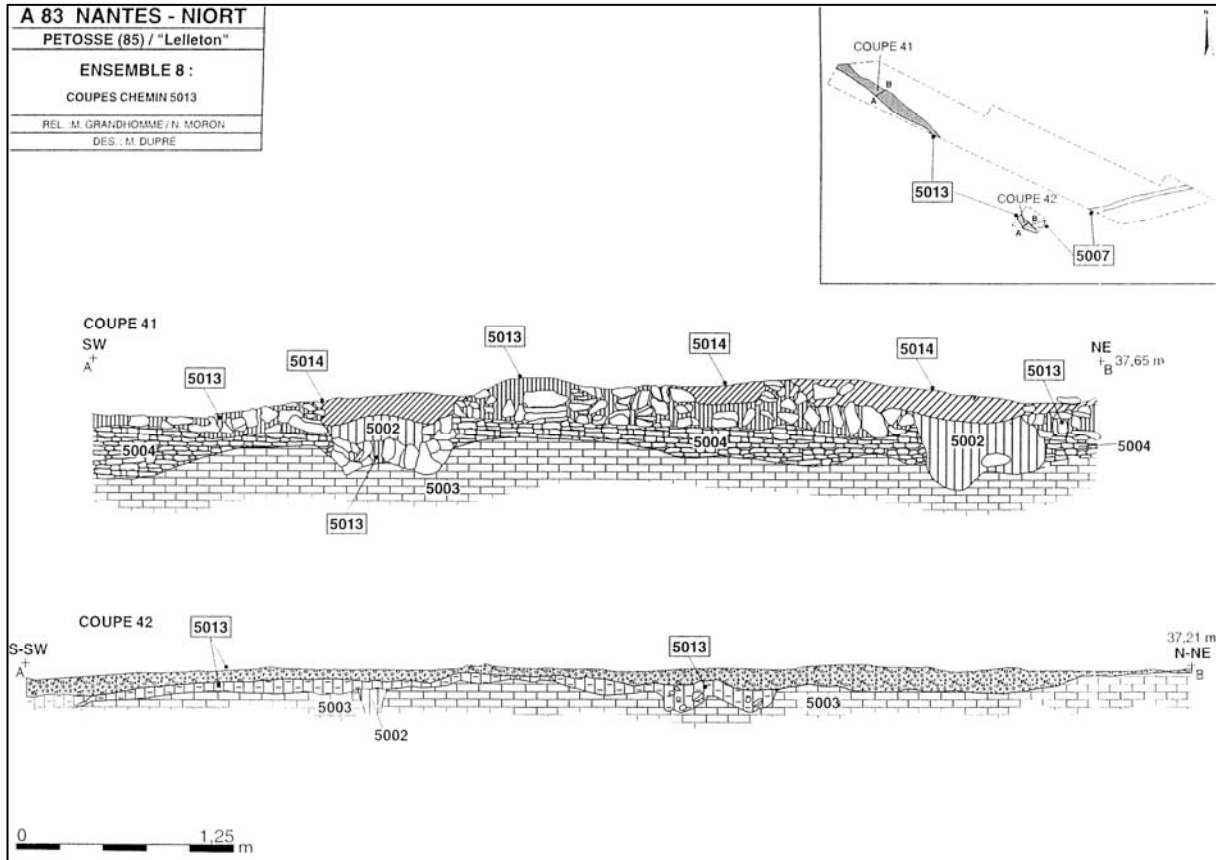 A 83 NANTES - NIORT
PETOSSE (85) / "Lelleton"
ENSEMBLE 8 :
COUPES CHEMIN 5013
REL. :M. GRANDHOMME / N. MORON
DES. : M. DUPRÉ
N
COUPE 41
B
A
5013
COUPE 42
B
A
5007
COUPE 41
SW
A
5013
5014
5013
5014
5014
NE
B 37,65 m
5013
5002
5004
5004
5002
5004
5003
5013
COUPE 42
S-SW
A
5013
5013
37,21 m
N-NE
B
5003
5002
5003
0 1,25 m